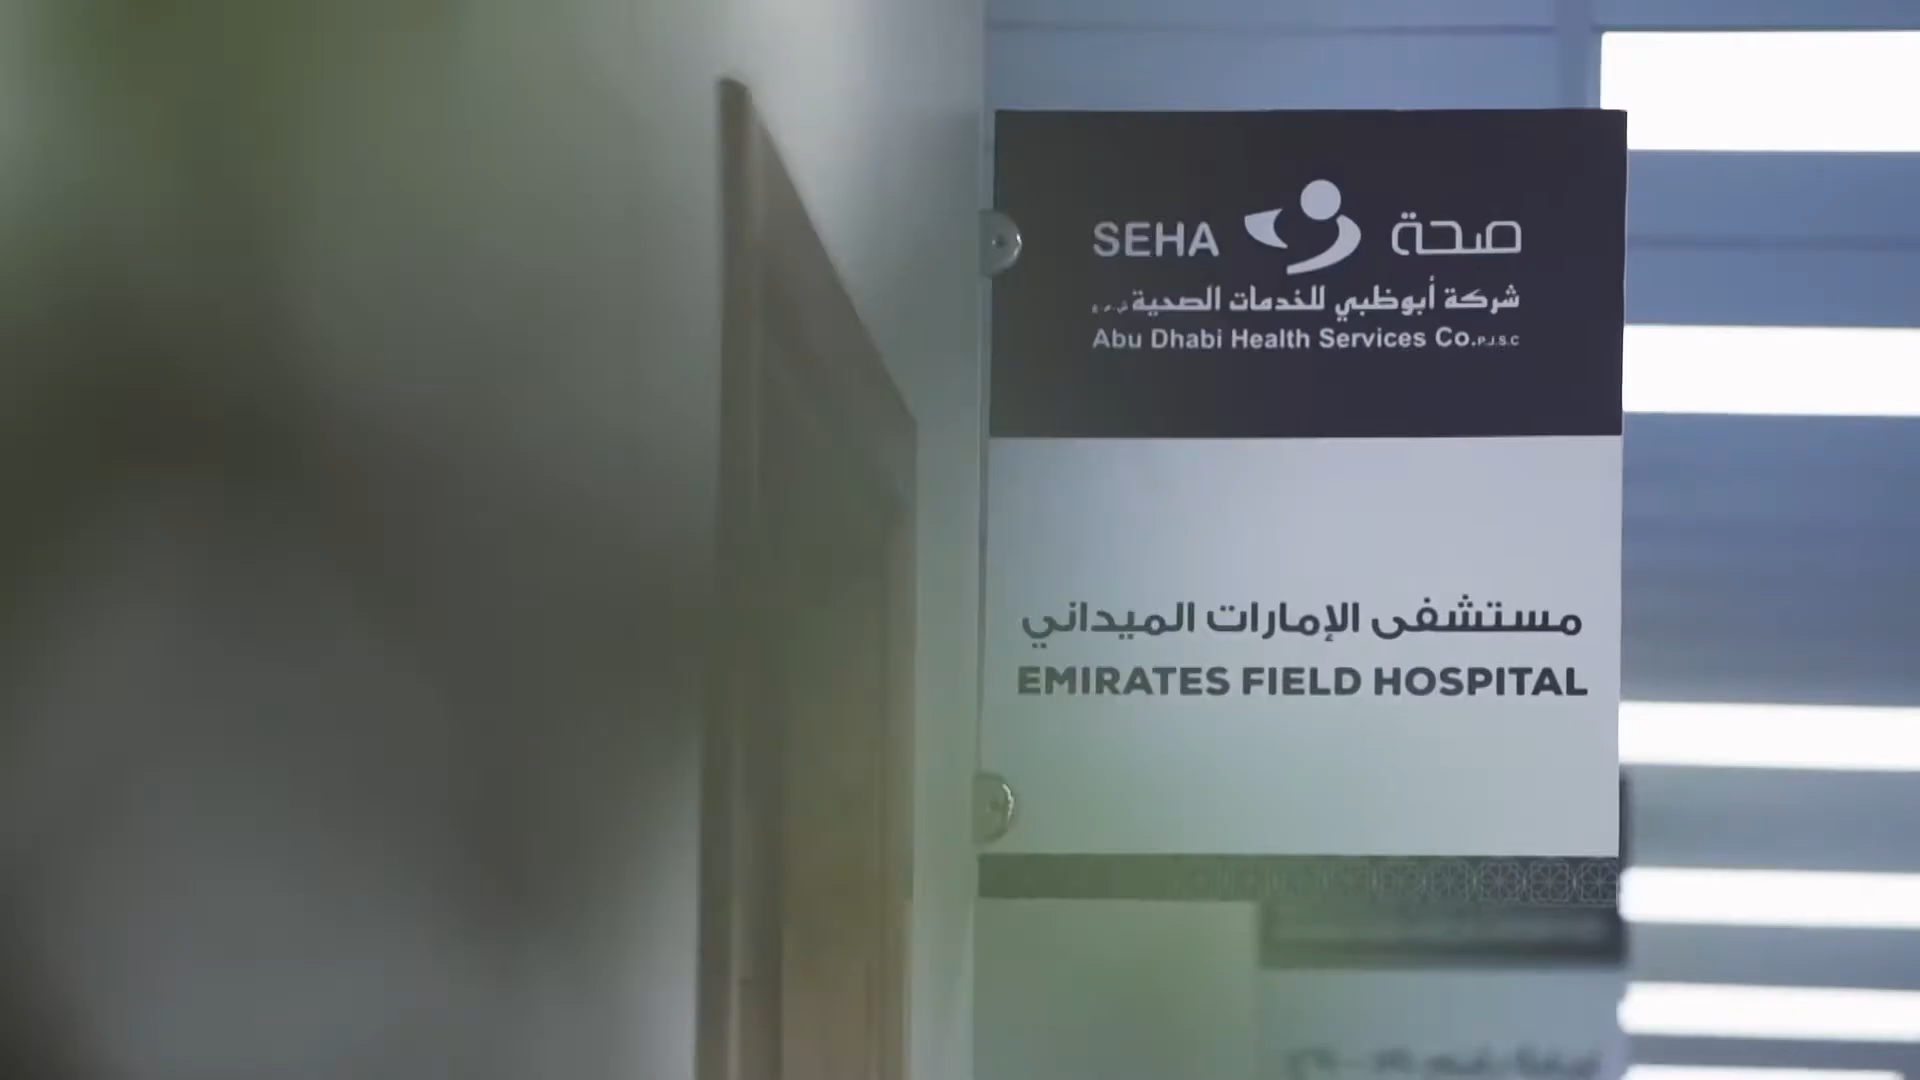 SEHA صحة
شركة أبوظبي للخدمات الصحية
Abu Dhabi Health Services Co. P.J.S.C
مستشفى الإمارات الميداني
EMIRATES FIELD HOSPITAL